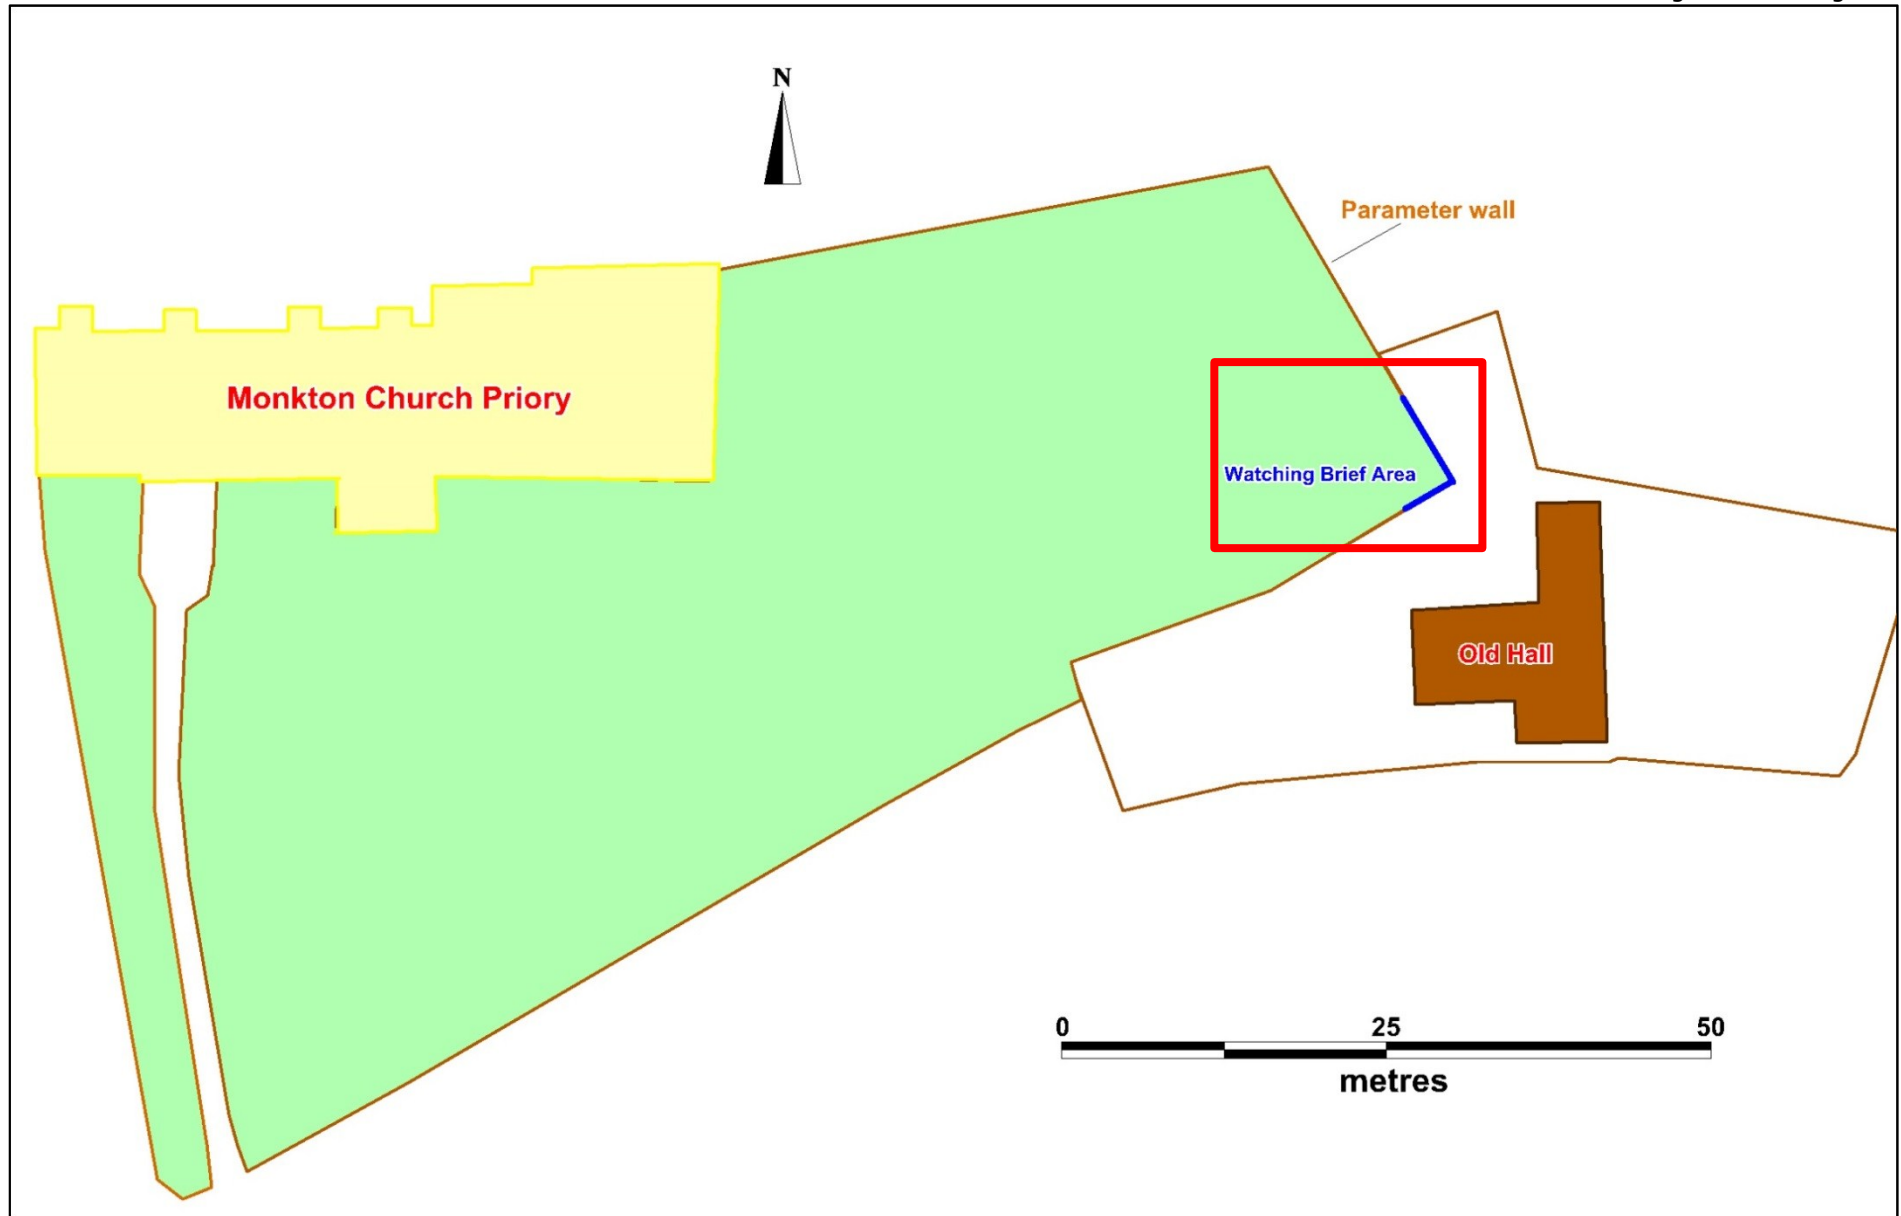 N
Parameter wall
Monkton Church Priory
Watching Brief Area
Old Hall
0 25 50
metres